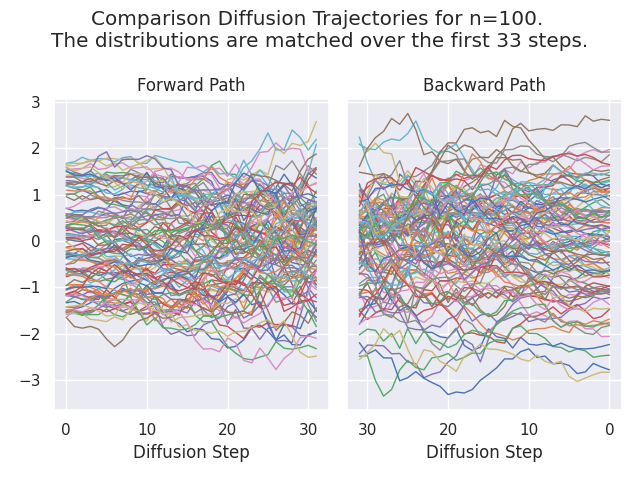 Comparison Diffusion Trajectories for n=100.
The distributions are matched over the first 33 steps.
Forward Path
Backward Path
3
2
1
0
−1
−2
−3
0 10 20 30
30 20 10 0
Diffusion Step
Diffusion Step